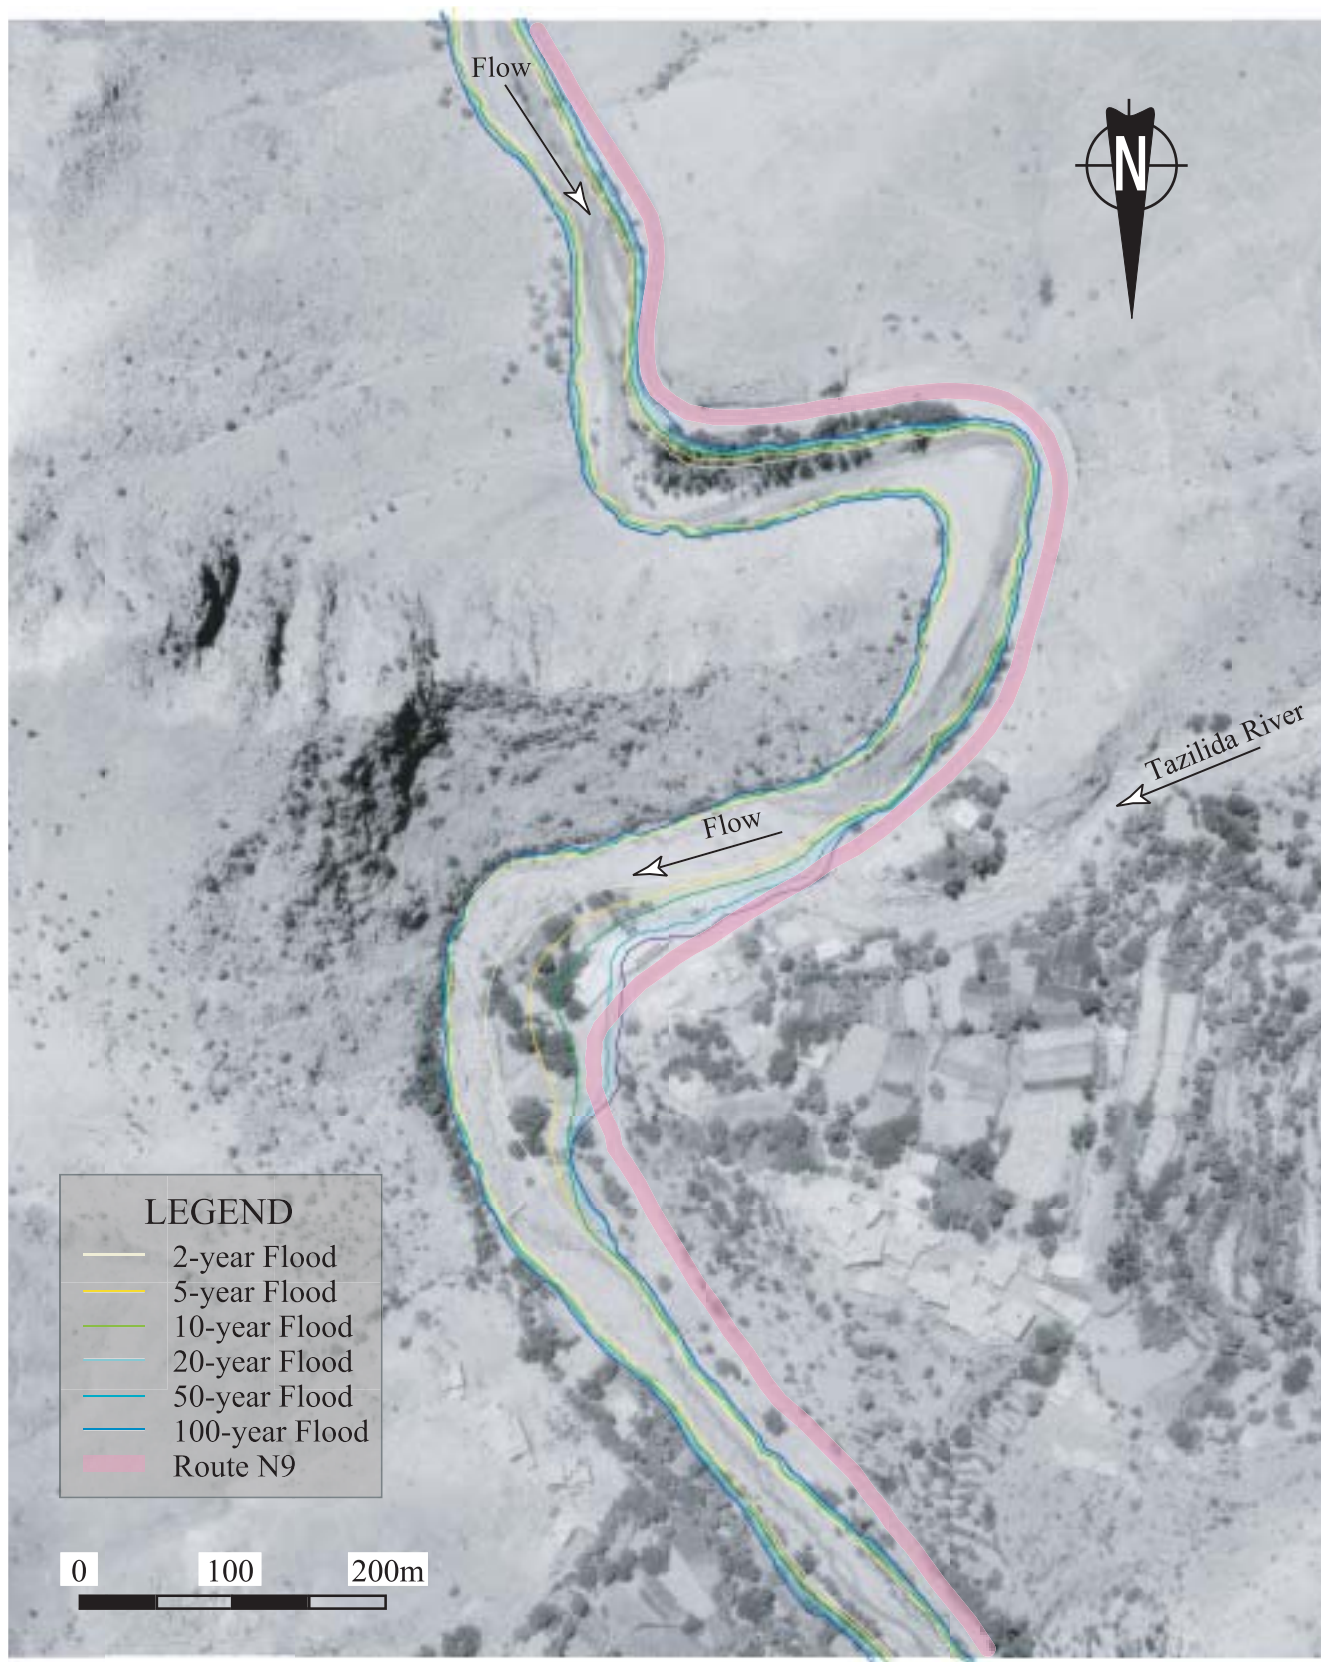 Flow
N
Tazilida River
Flow
LEGEND
2-year Flood
5-year Flood
10-year Flood
20-year Flood
50-year Flood
100-year Flood
Route N9
0 100 200m